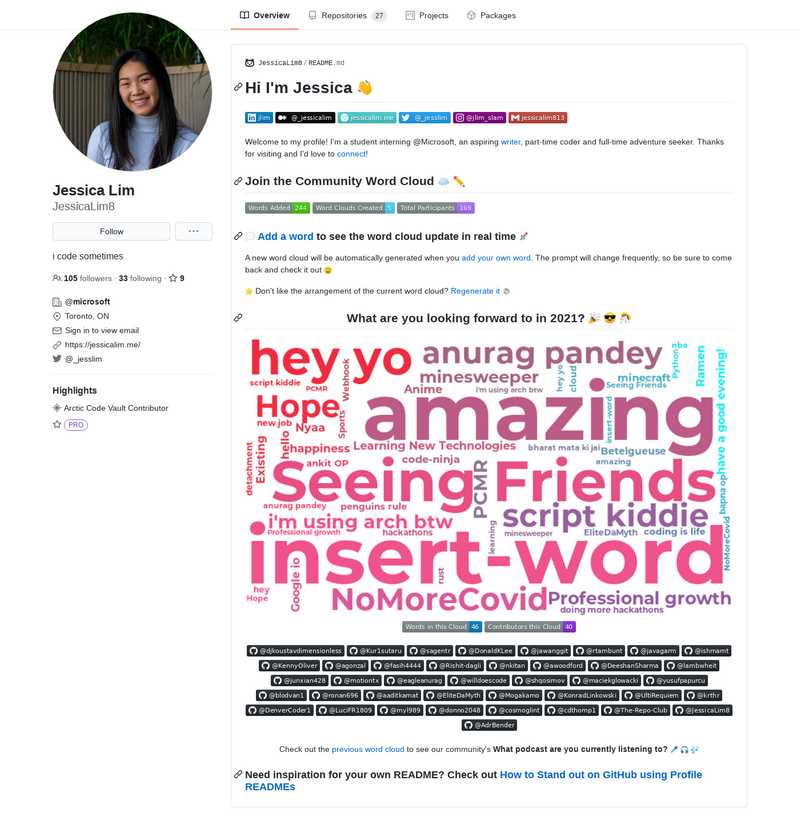 Overview
Repositories 27
Projects
Packages
Jessica Lim
JessicaLim8
Follow
i code sometimes
105 followers · 33 following · 9
@microsoft
Toronto, ON
Sign in to view email
https://jessicalim.me/
@_jesslim
Highlights
Arctic Code Vault Contributor
PRO
JessicaLim8 / README.md
Hi I'm Jessica 👋
jlim @_jessicalim jessicalim.me @_jesslim @jlim_slam jessicalim813
Welcome to my profile! I'm a student interning @Microsoft, an aspiring writer, part-time coder and full-time adventure seeker. Thanks
for visiting and I'd love to connect!
Join the Community Word Cloud ☁️ ✏️
Words Added 244 Word Clouds Created 5 Total Participants 169
Add a word to see the word cloud update in real time 🚀
A new word cloud will be automatically generated when you add your own word. The prompt will change frequently, so be sure to come
back and check it out 😄
⭐ Don't like the arrangement of the current word cloud? Regenerate it 🎲
What are you looking forward to in 2021? 🎉 😎
hey yo
anurag pandey
nbo
Python
Ramen
script kiddie
PCMR
Webhook
minesweeper
hey yo
cloud
minecraft
Seeing Friends
Anime
i'm using arch btw
Hope
amazing
insert-word
have a good evening!
new job
Nyaa
Sports
hello
happiness
Learning New Technologies
bharat mata ki jai
Betelgueuse
detachment
Existing
ankit OP
code-ninja
amazing
Seeing Friends
PCMR
bapna op
anurag pandey
penguins rule
script kiddie
i'm using arch btw
Professional growth
hackathons
learning
minesweeper
EliteDaMyth
coding is life
NoMoreCovid
insert-word
rust
hey
Hope
Google io
NoMoreCovid
Professional growth
doing more hackathons
Words in this Cloud 46 Contributors this Cloud 40
@djkoustavdimensionless @Kur1sutaru @sagentr @DonaldKLee @jawanggit @rtambunt @javagarm @ishmamt
@KennyOliver @agonzal @fasih4444 @Rishit-dagli @nkitan @awoodford @DeeshanSharma @lambwheit
@junxian428 @motiontx @eagleanurag @willdoescode @shqosimov @maciekglowacki @yusufpapurcu
@blodvan1 @ronan696 @aaditkamat @EliteDaMyth @Mogakamo @KonradLinkowski @UltiRequiem @krthr
@DenverCoder1 @LuciFR1809 @myl989 @donno2048 @cosmoglint @cdthomp1 @The-Repo-Club @JessicaLim8
@AdrBender
Check out the previous word cloud to see our community's What podcast are you currently listening to? 🎤 🎧 🎶
Need inspiration for your own README? Check out How to Stand out on GitHub using Profile
READMEs